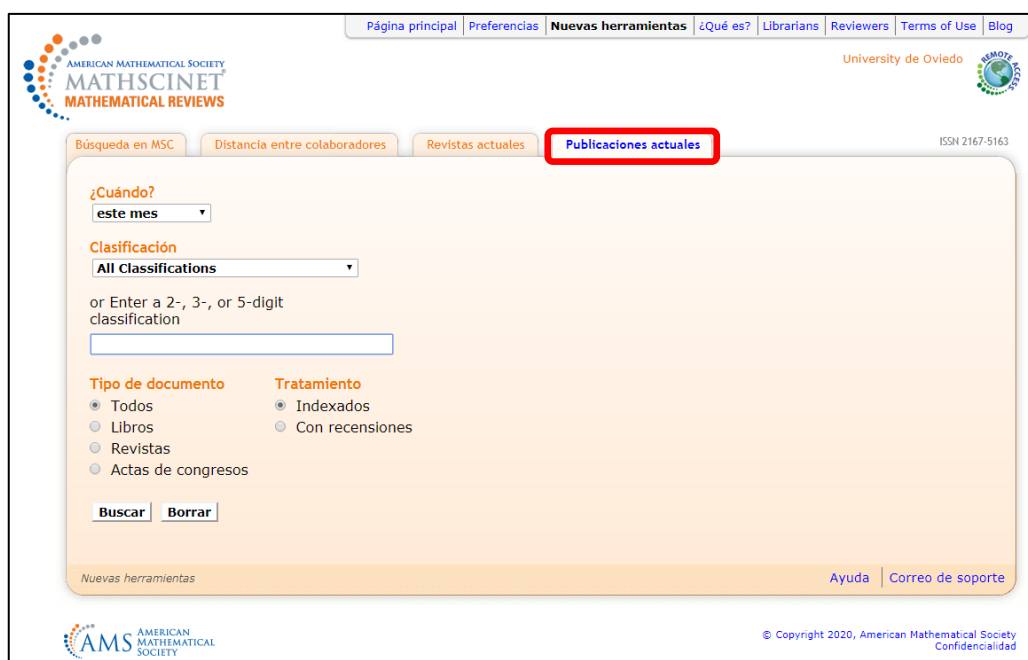 Página principal | Preferencias | Nuevas herramientas | ¿Qué es? | Librarians | Reviewers | Terms of Use | Blog
University de Oviedo
REMOTE ACCESS
AMERICAN MATHEMATICAL SOCIETY
MATHSCINET®
MATHEMATICAL REVIEWS
Búsqueda en MSC Distancia entre colaboradores Revistas actuales Publicaciones actuales ISSN 2167-5163
¿Cuándo?
este mes
Clasificación
All Classifications
or Enter a 2-, 3-, or 5-digit
classification
Tipo de documento Tratamiento
Todos Indexados
Libros Con recensiones
Revistas
Actas de congresos
Buscar Borrar
Nuevas herramientas Ayuda | Correo de soporte
AMS AMERICAN
MATHEMATICAL
SOCIETY
© Copyright 2020, American Mathematical Society
Confidencialidad